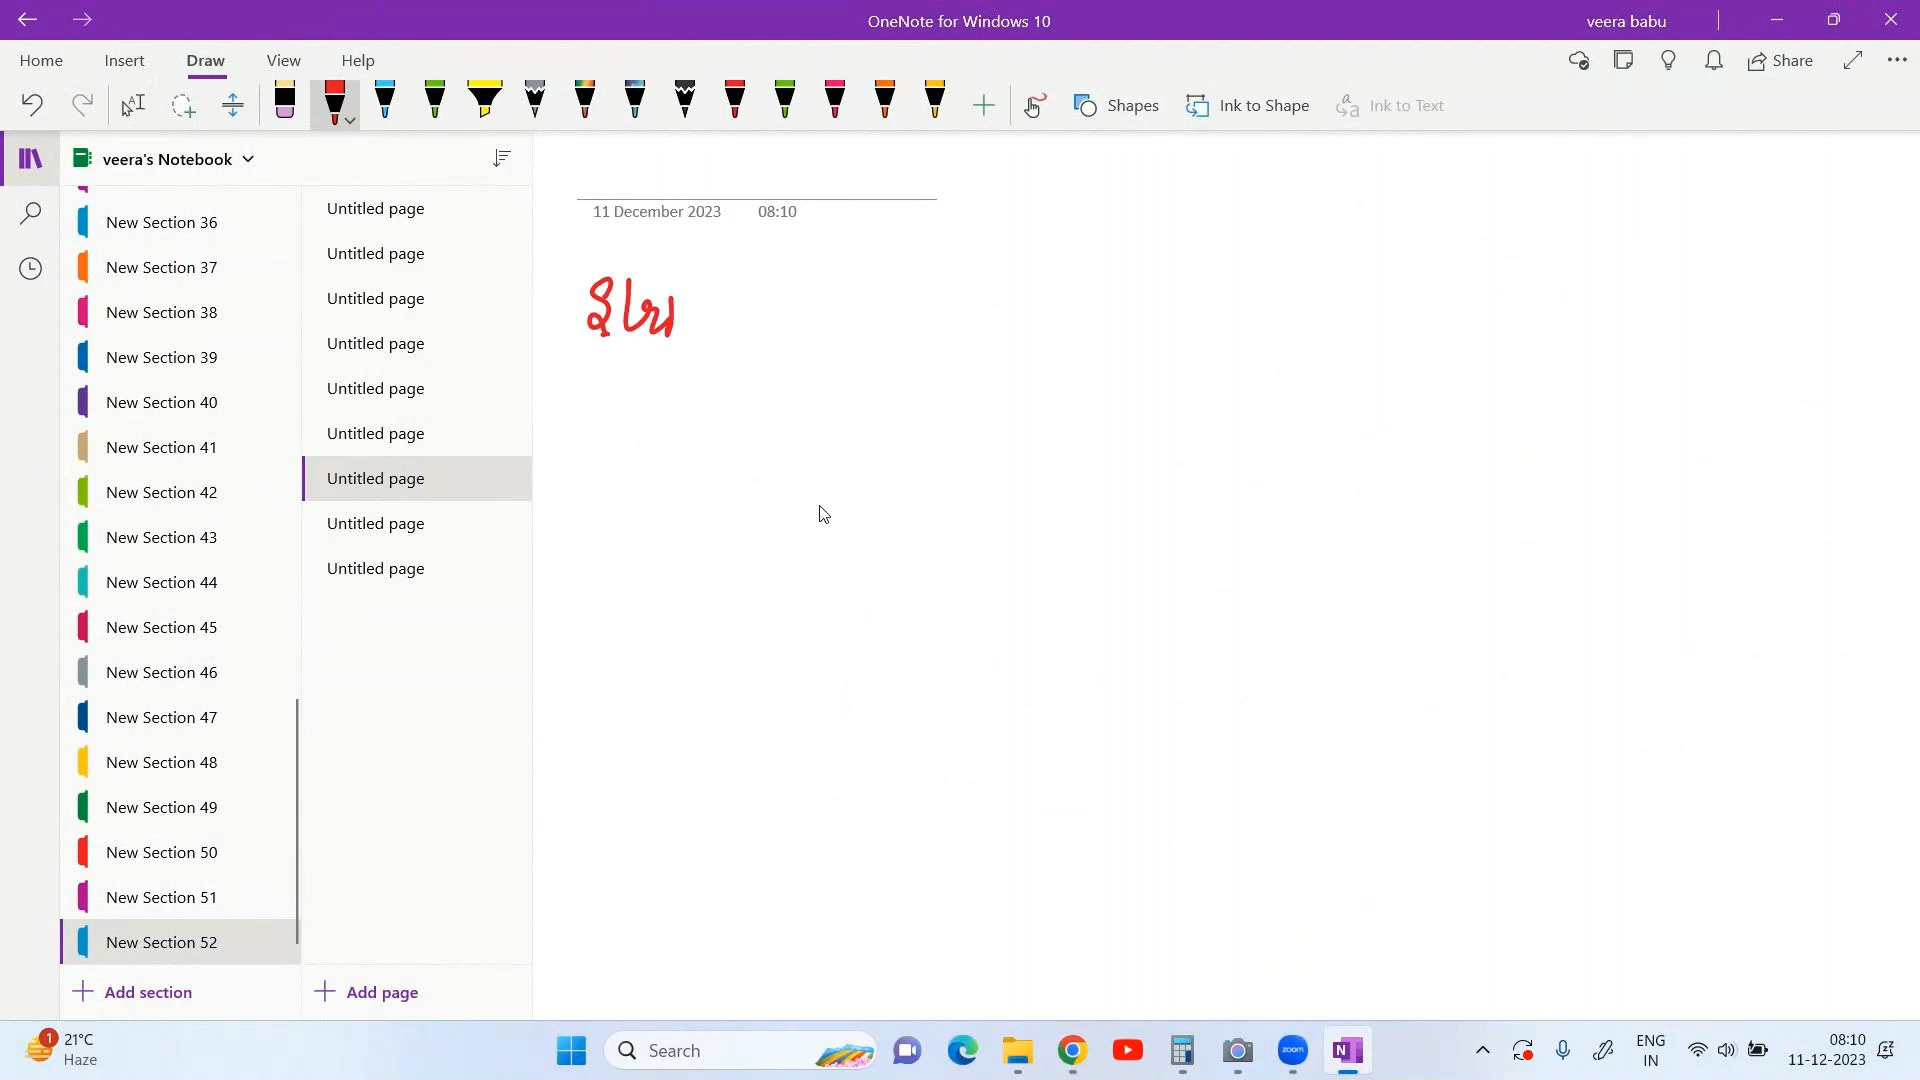 OneNote for Windows 10
veera babu
Home
Insert
Draw
View
Help
Share
Shapes
Ink to Shape
Ink to Text
veera's Notebook
New Section 36
New Section 37
New Section 38
New Section 39
New Section 40
New Section 41
New Section 42
New Section 43
New Section 44
New Section 45
New Section 46
New Section 47
New Section 48
New Section 49
New Section 50
New Section 51
New Section 52
Add section
Untitled page
Untitled page
Untitled page
Untitled page
Untitled page
Untitled page
Untitled page
Untitled page
Untitled page
Add page
11 December 2023 08:10
1
21°C
Haze
Search
zoom
ENG
IN
08:10
11-12-2023